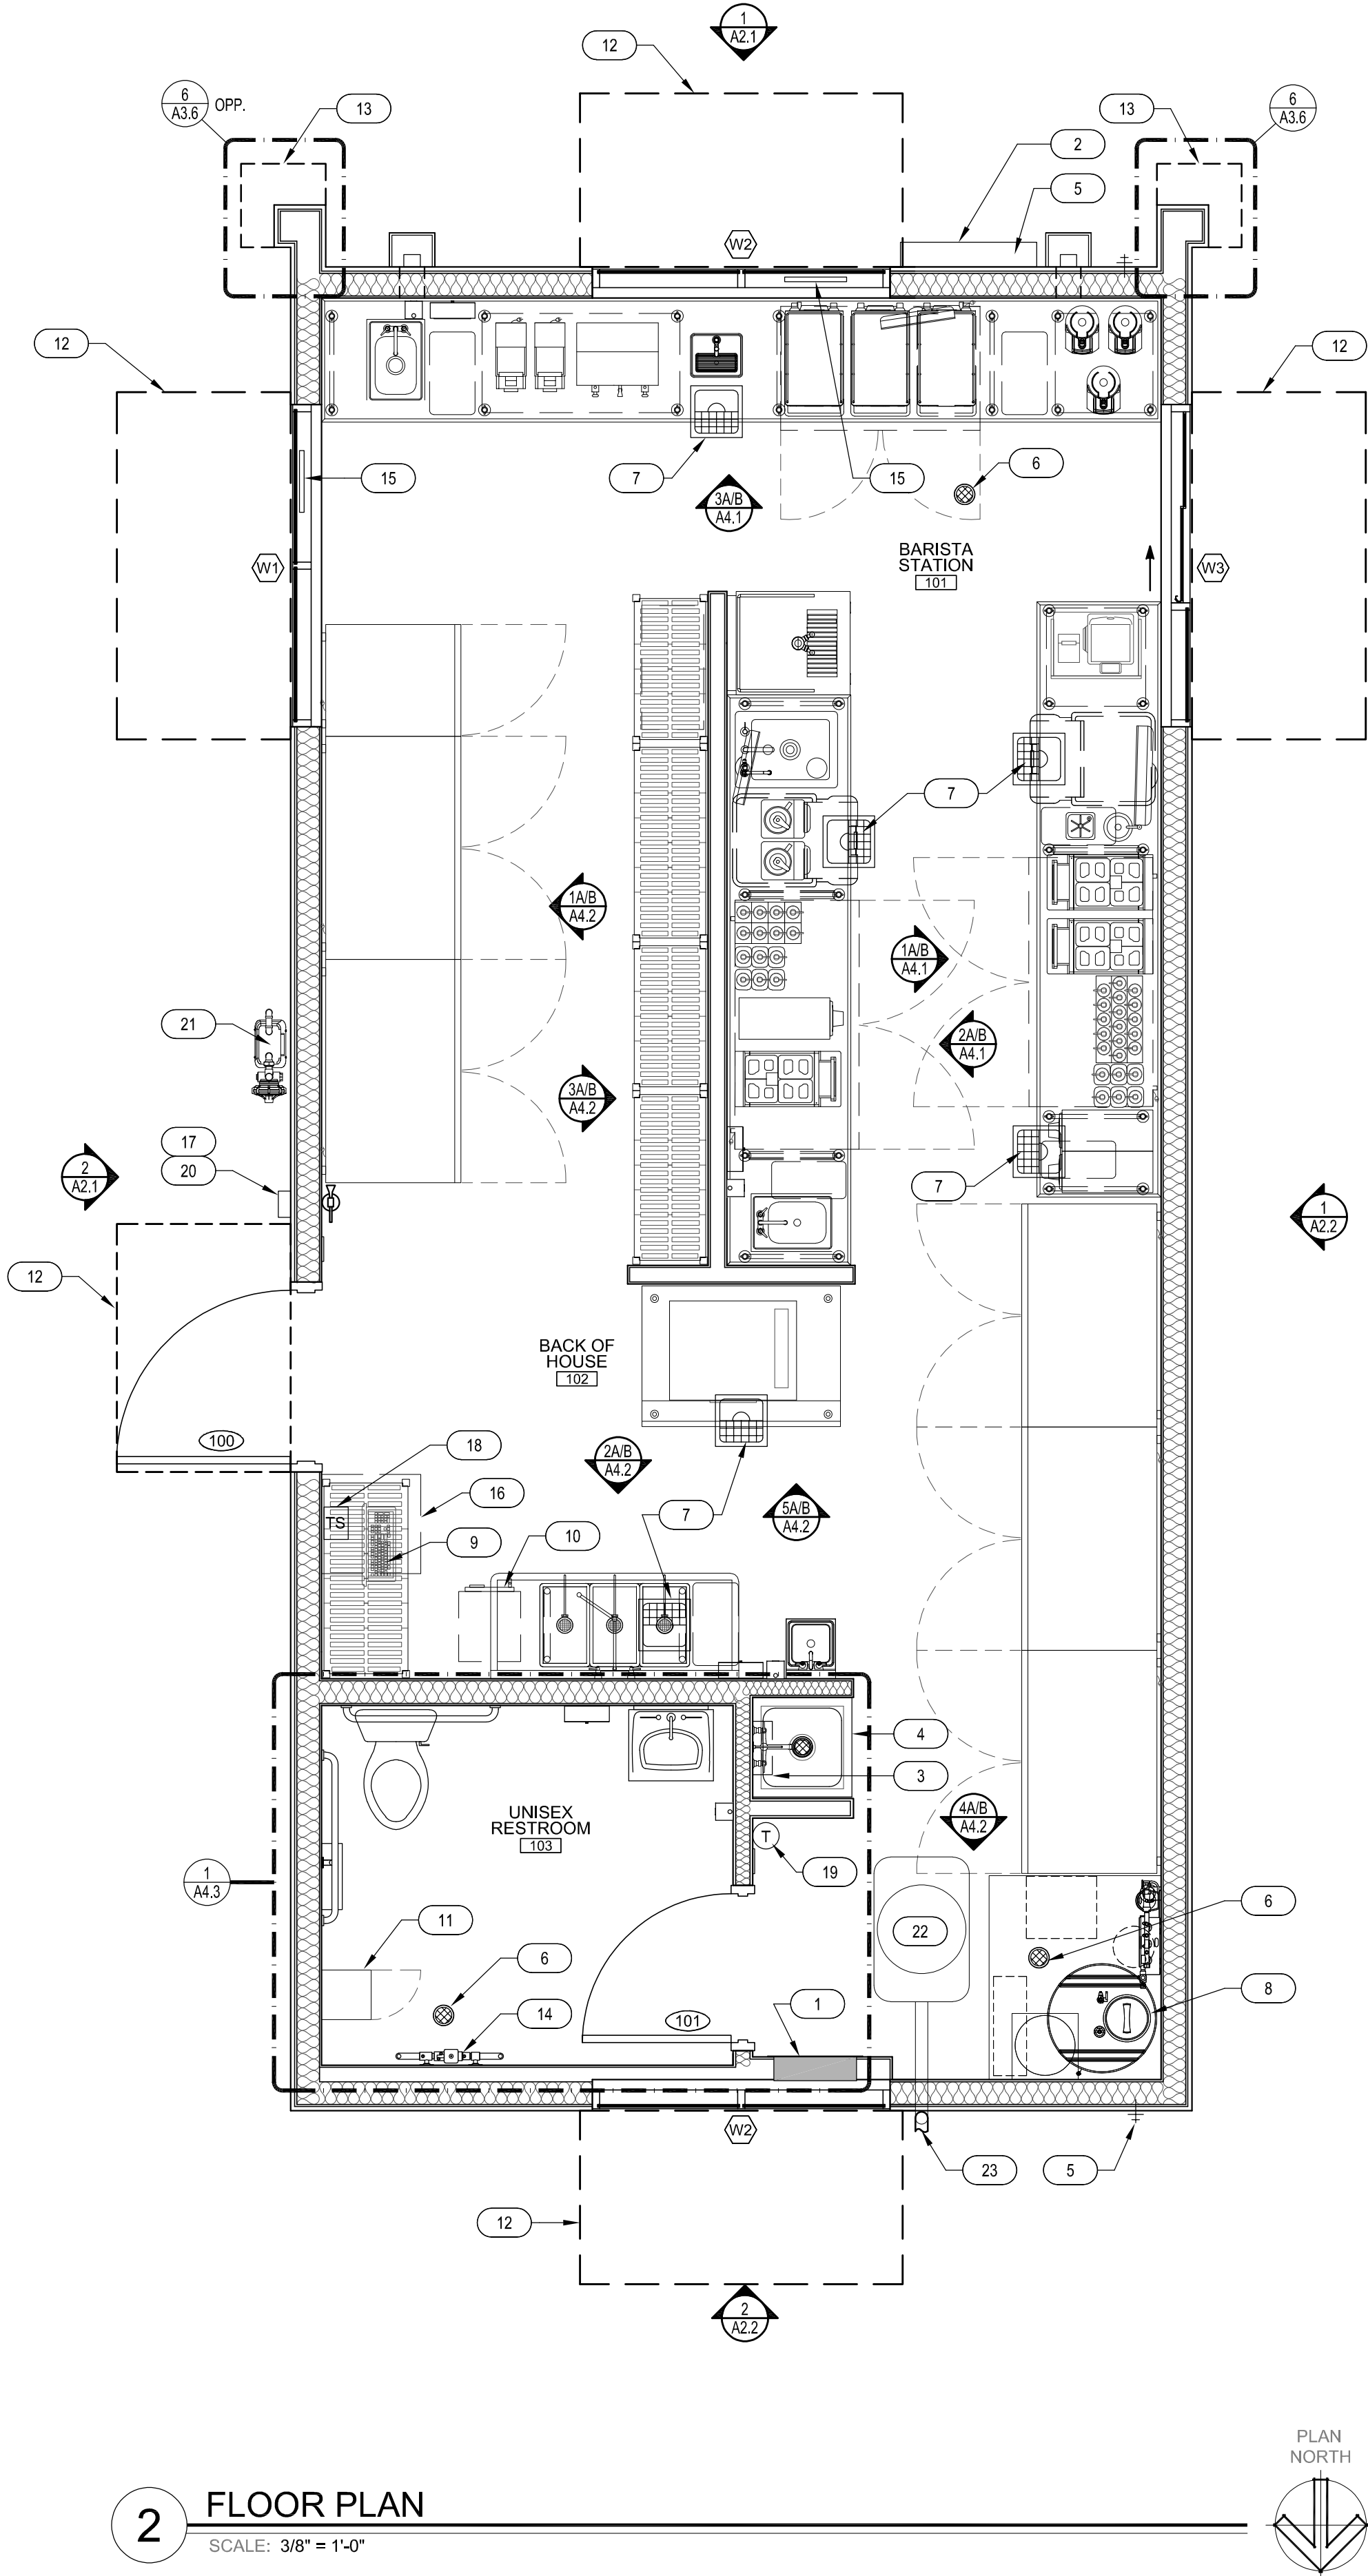 1
A2.1
12
6
A3.6
OPP.
13
13
6
A3.6
2
5
W2
12
12
15
7
15
6
3A/B
A4.1
BARISTA
STATION
101
W1
W3
7
1A/B
A4.2
1A/B
A4.1
21
2A/B
A4.1
3A/B
A4.2
17
20
2
A2.1
7
1
A2.2
12
BACK OF
HOUSE
102
100
18
2A/B
A4.2
16
TS
7
5A/B
A4.2
9
10
4
3
UNISEX
RESTROOM
103
4A/B
A4.2
T
19
1
A4.3
11
22
6
6
8
14
1
101
W2
23
5
12
2
A2.2
PLAN
NORTH
2
FLOOR PLAN
SCALE: 3/8" = 1'-0"